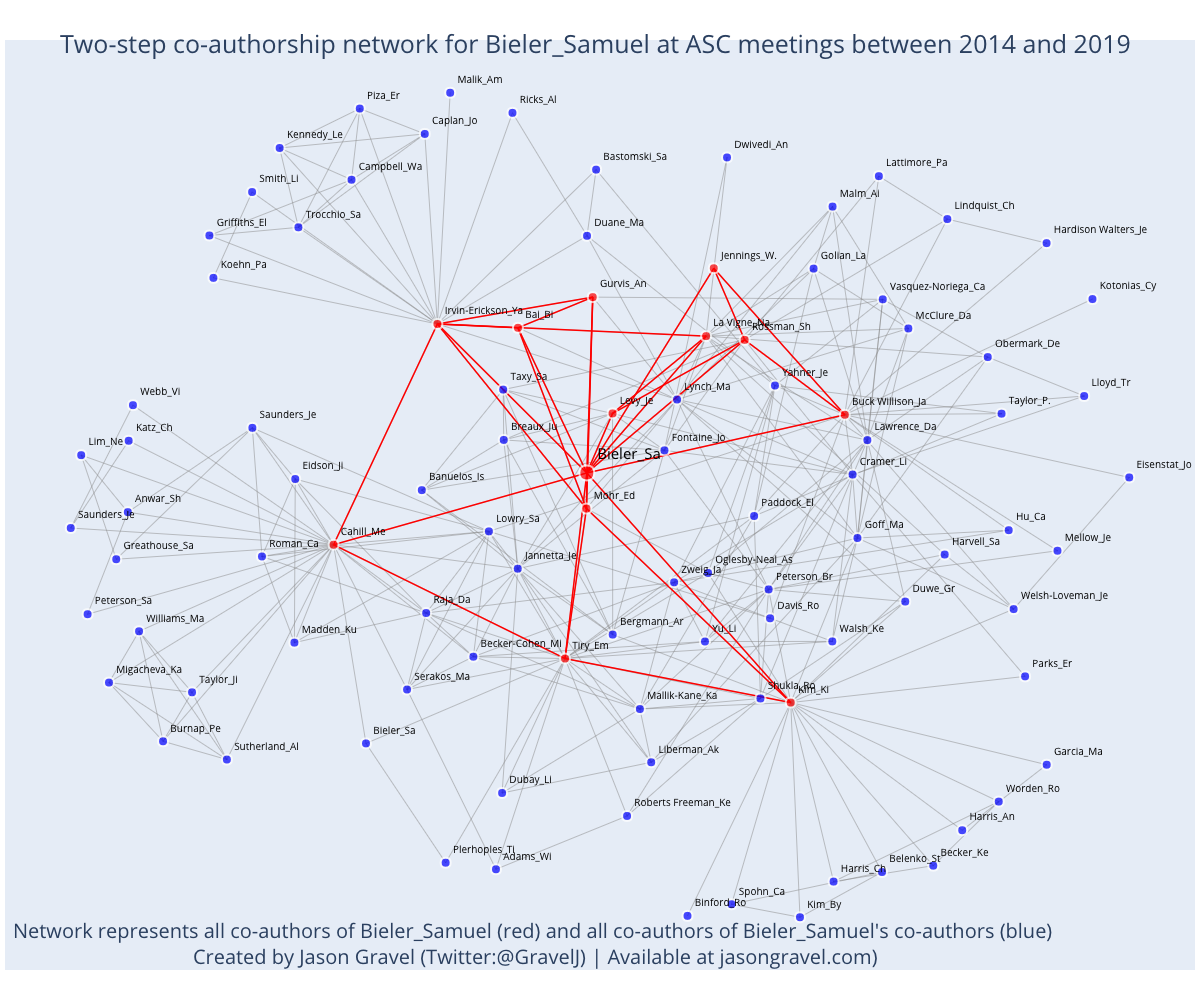 Two-step co-authorship network for Bieler_Samuel at ASC meetings between 2014 and 2019
Malik_Am
Piza_Er
Ricks_Al
Caplan_Jo
Kennedy_Le
Dwivedi_An
Bastomski_Sa
Campbell_Wa
Lattimore_Pa
Smith_Li
Malm_Ai
Lindquist_Ch
Trocchio_Sa
Griffiths_El
Duane_Ma
Hardison Walters_Je
Jennings_W.
Golian_La
Koehn_Pa
Gurvis_An
Vasquez-Noriega_Ca
Kotonias_Cy
Irvin-Erickson_Ya
Bai_Bi
La Vigne_Na
Rossman_Sh
McClure_Da
Obermark_De
Taxy_Sa
Lynch_Ma
Yahner_Je
Lloyd_Tr
Webb_Vi
Levy_Je
Buck Willison_Ja
Taylor_P.
Saunders_Je
Katz_Ch
Breaux_Ju
Fontaine_Jo
Lawrence_Da
Lim_Ne
Bieler_Sa
Eidson_Ji
Cramer_Li
Eisenstat_Jo
Banuelos_Is
Anwar_Sh
Mohr_Ed
Paddock_El
Saunders_Je
Cahill_Me
Lowry_Sa
Goff_Ma
Hu_Ca
Greathouse_Sa
Roman_Ca
Jannetta_Je
Oglesby-Neal_As
Harvell_Sa
Mellow_Je
Zweig_Ja
Peterson_Br
Peterson_Sa
Raja_Da
Duwe_Gr
Welsh-Loveman_Je
Williams_Ma
Madden_Ku
Bergmann_Ar
Davis_Ro
Becker-Cohen_Mi
Tiry_Em
Yu_Li
Walsh_Ke
Migacheva_Ka
Taylor_Ji
Serakos_Ma
Mallik-Kane_Ka
Shukla_Ro
Kim_Ki
Parks_Er
Burnap_Pe
Bieler_Sa
Sutherland_Al
Liberman_Ak
Garcia_Ma
Dubay_Li
Worden_Ro
Roberts Freeman_Ke
Harris_An
Pierhoples_Ti
Adams_Wi
Harris_Ch
Belenko_St
Becker_Ke
Spohn_Ca
Binford_Ro
Kim_By
Network represents all co-authors of Bieler_Samuel (red) and all co-authors of Bieler_Samuel's co-authors (blue)
Created by Jason Gravel (Twitter:@GravelJ) | Available at jasongravel.com)